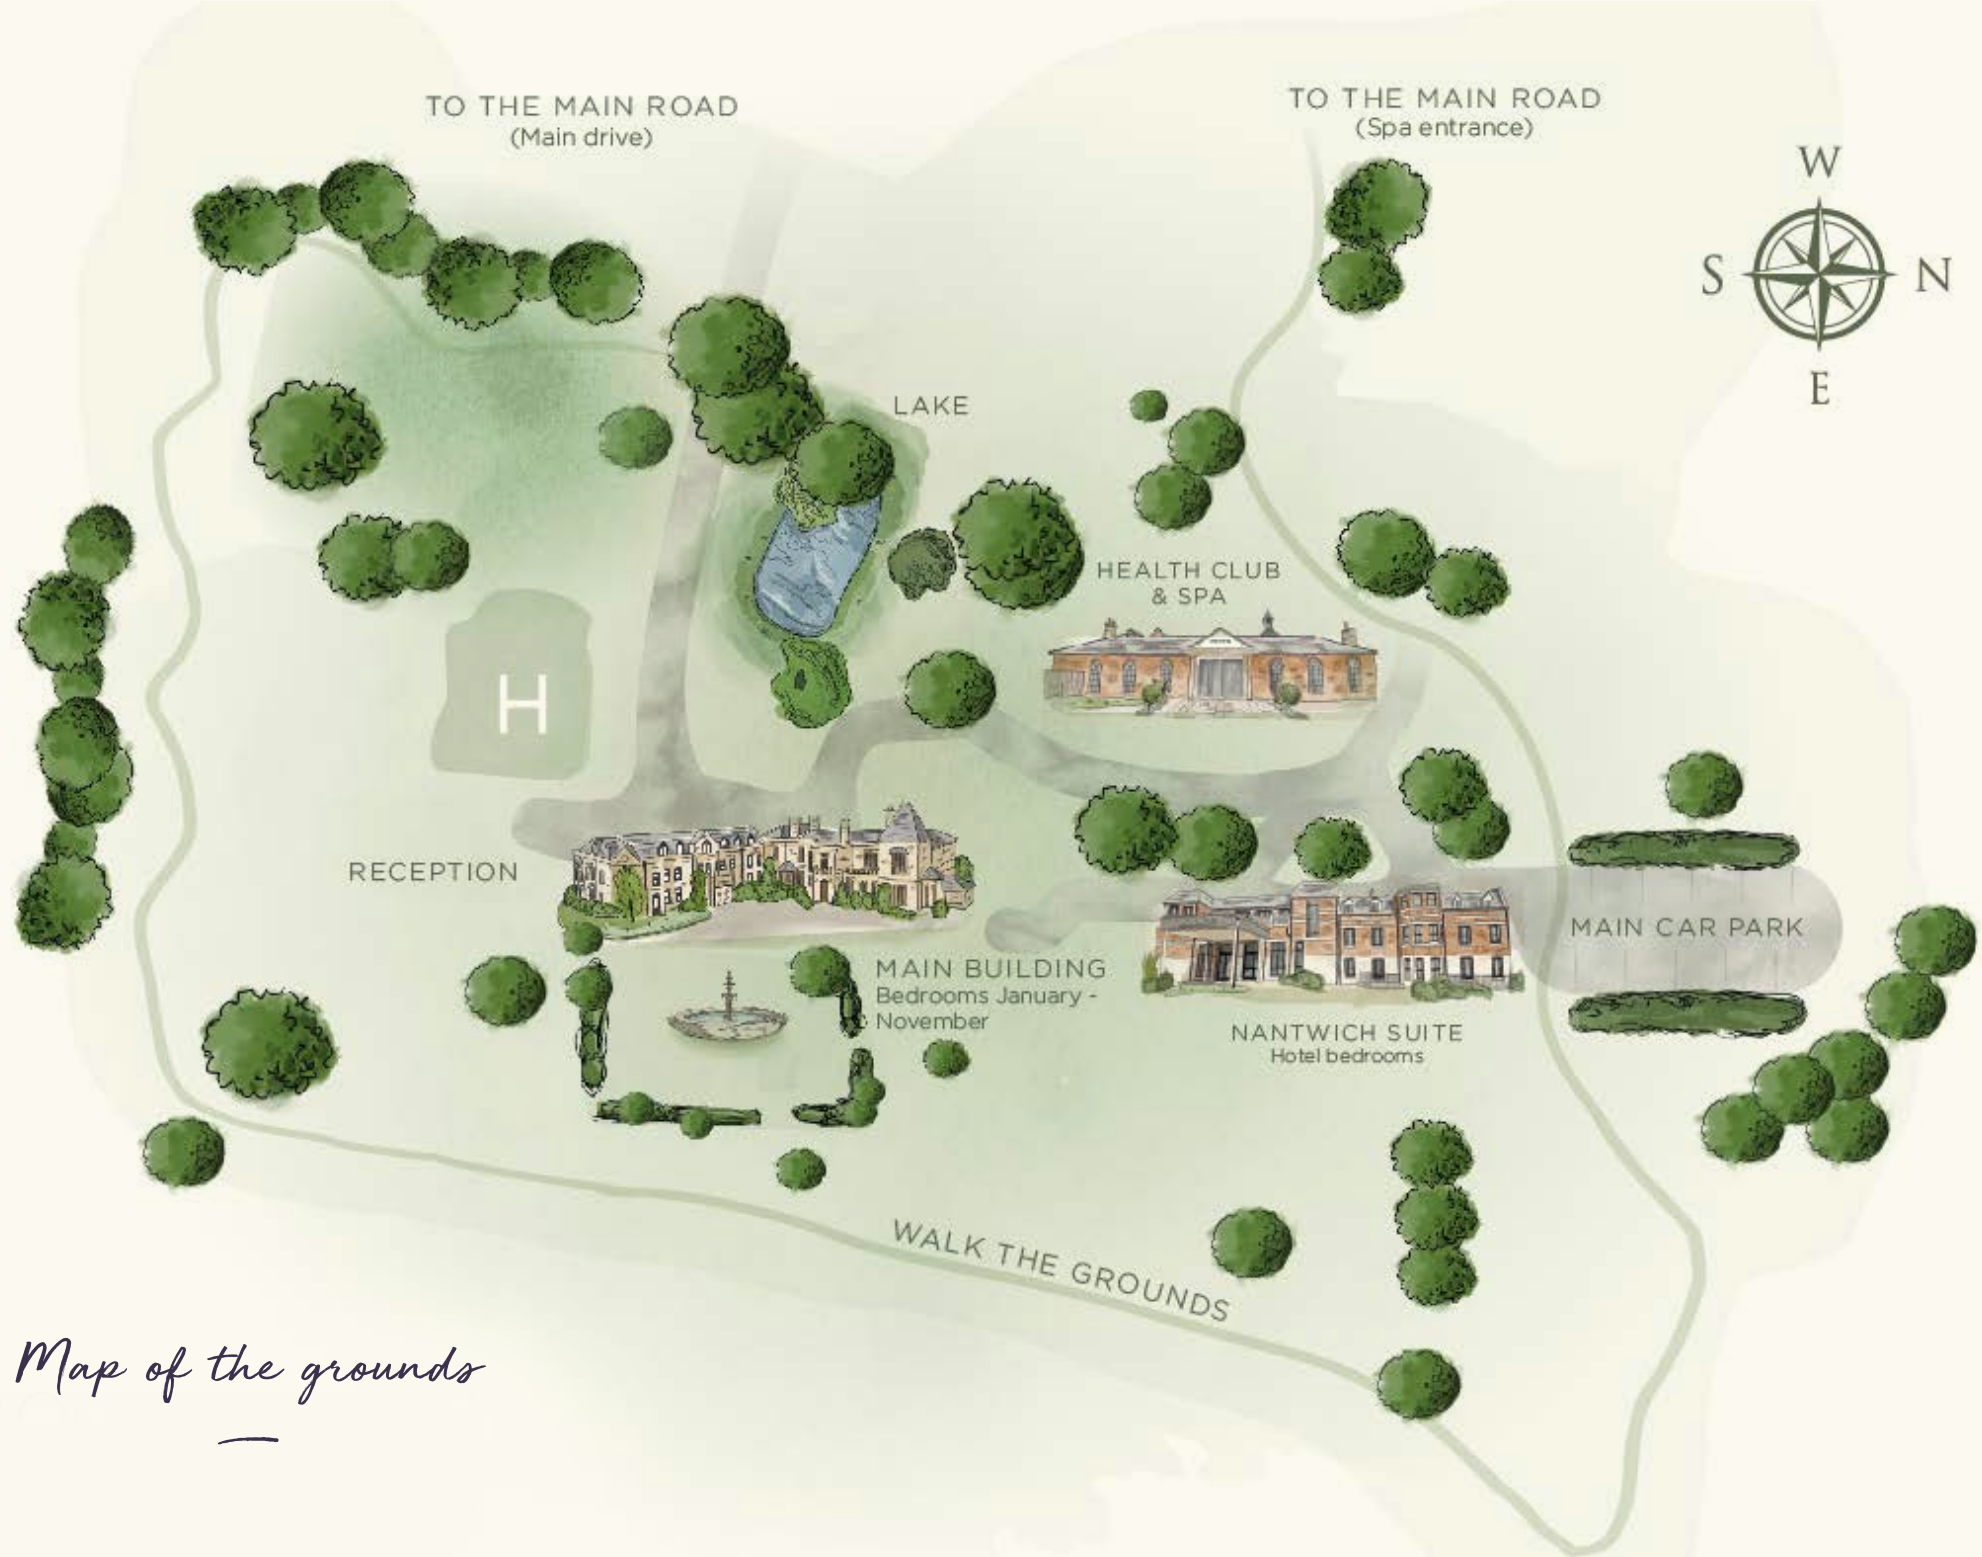 TO THE MAIN ROAD
(Main drive)
TO THE MAIN ROAD
(Spa entrance)
W
S
N
E
LAKE
HEALTH CLUB
& SPA
H
RECEPTION
MAIN CAR PARK
MAIN BUILDING
Bedrooms January -
November
NANTWICH SUITE
Hotel bedrooms
WALK THE GROUNDS
Map of the grounds